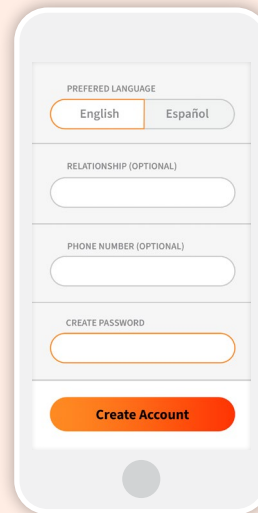 PREFERED LANGUAGE
English Español
RELATIONSHIP (OPTIONAL)
PHONE NUMBER (OPTIONAL)
CREATE PASSWORD
Create Account